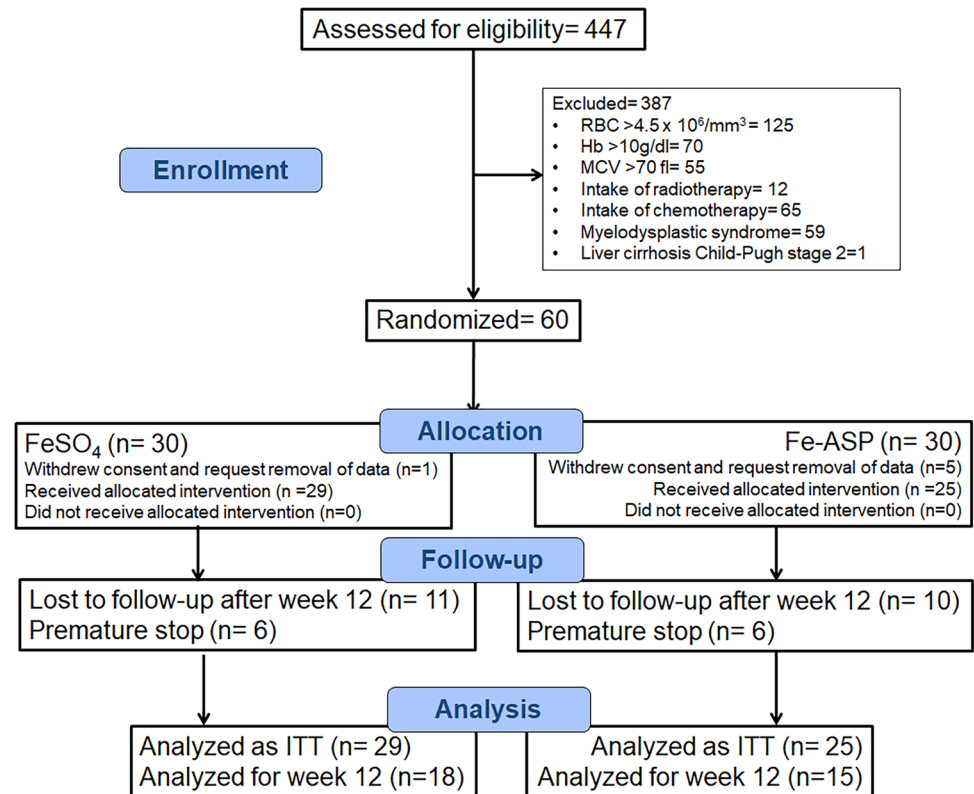 Assessed for eligibility= 447
Excluded= 387
• RBC >4.5 x 10⁶/mm³ = 125
• Hb >10g/dl= 70
• MCV >70 fl= 55
• Intake of radiotherapy= 12
• Intake of chemotherapy= 65
• Myelodysplastic syndrome= 59
• Liver cirrhosis Child-Pugh stage 2=1
Enrollment
Randomized= 60
Allocation
FeSO₄ (n= 30)
Withdrew consent and request removal of data (n=1)
Received allocated intervention (n =29)
Did not receive allocated intervention (n=0)
Fe-ASP (n= 30)
Withdrew consent and request removal of data (n=5)
Received allocated intervention (n =25)
Did not receive allocated intervention (n=0)
Follow-up
Lost to follow-up after week 12 (n= 11)
Premature stop (n= 6)
Lost to follow-up after week 12 (n= 10)
Premature stop (n= 6)
Analysis
Analyzed as ITT (n= 29)
Analyzed for week 12 (n=18)
Analyzed as ITT (n= 25)
Analyzed for week 12 (n=15)